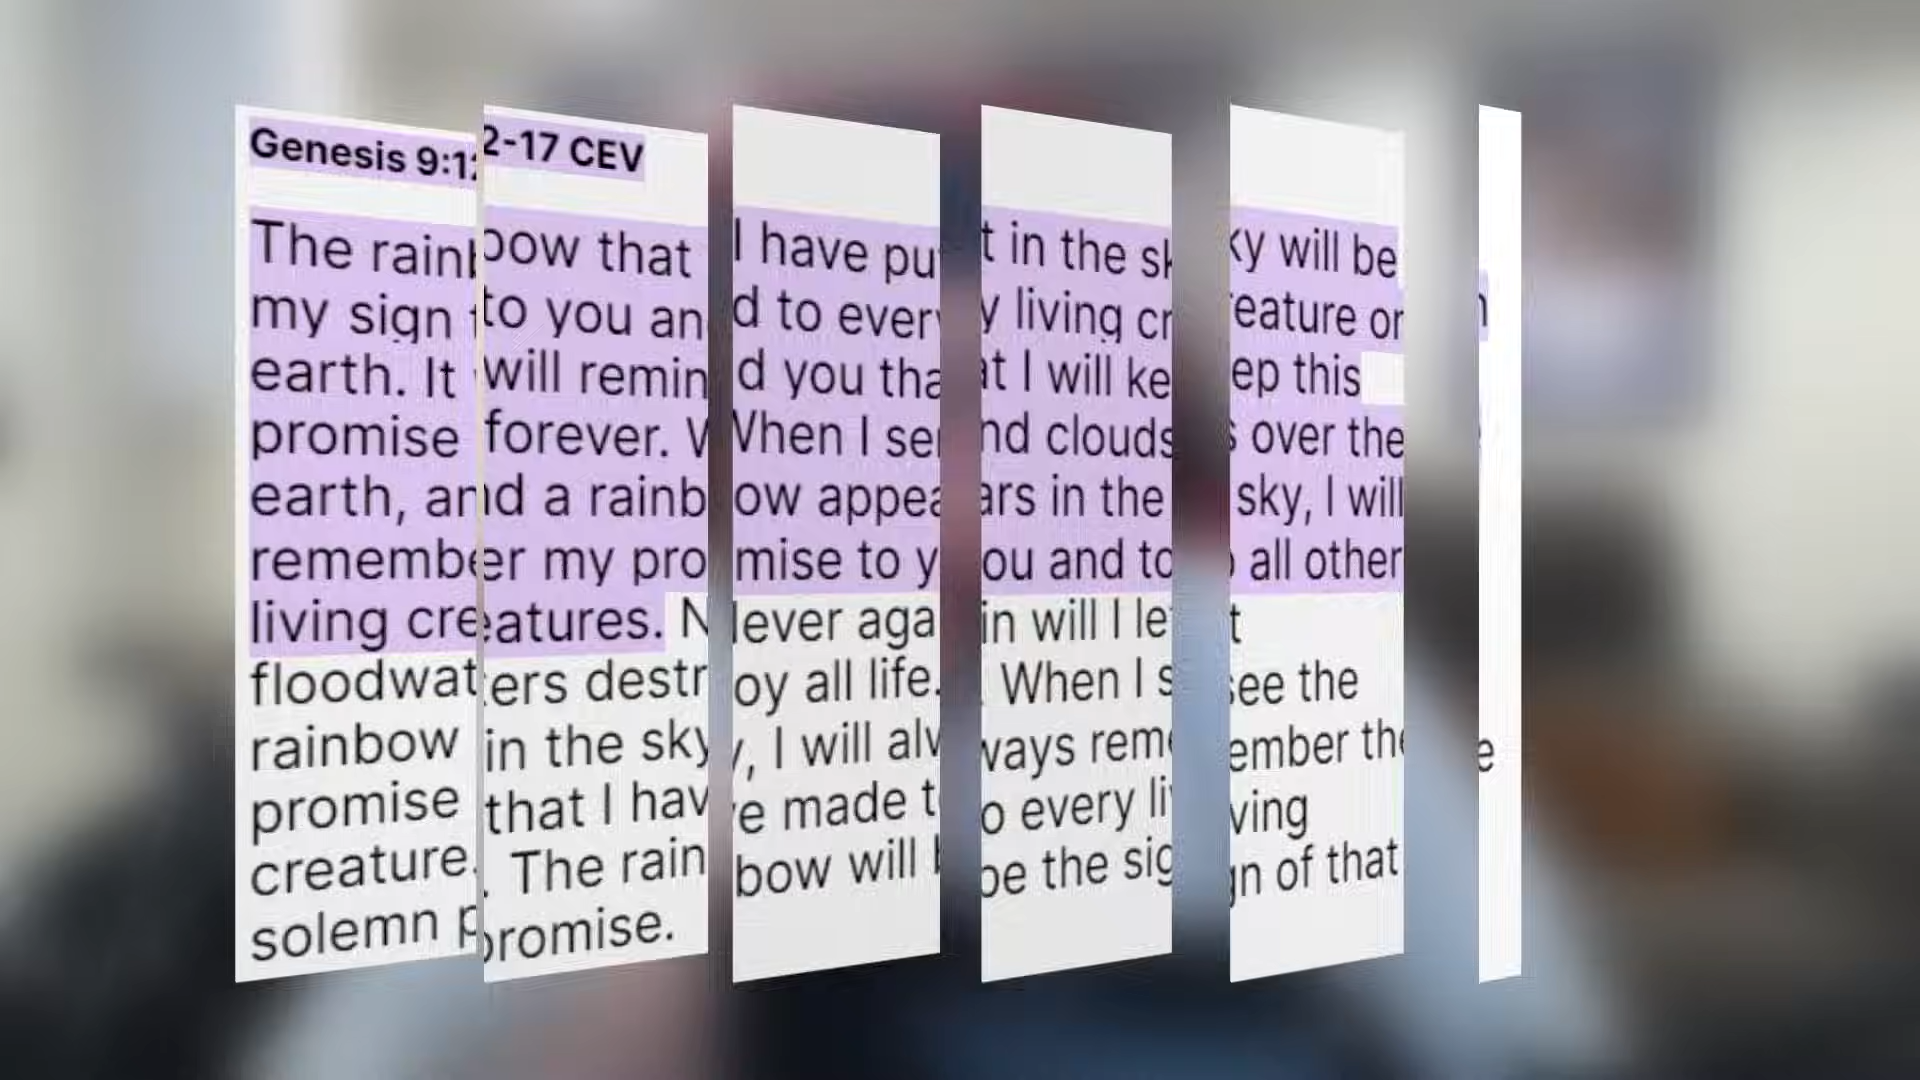 Genesis 9:12-17 CEV
The rainbow that I have put in the sky will be
my sign to you and to every living creature on
earth. It will remind you that I will keep this
promise forever. When I send clouds over the
earth, and a rainbow appears in the sky, I will
remember my promise to you and to all other
living creatures. Never again will I let
floodwaters destroy all life. When I see the
rainbow in the sky, I will always remember the
promise that I have made to every living
creature. The rainbow will be the sign of that
solemn promise.